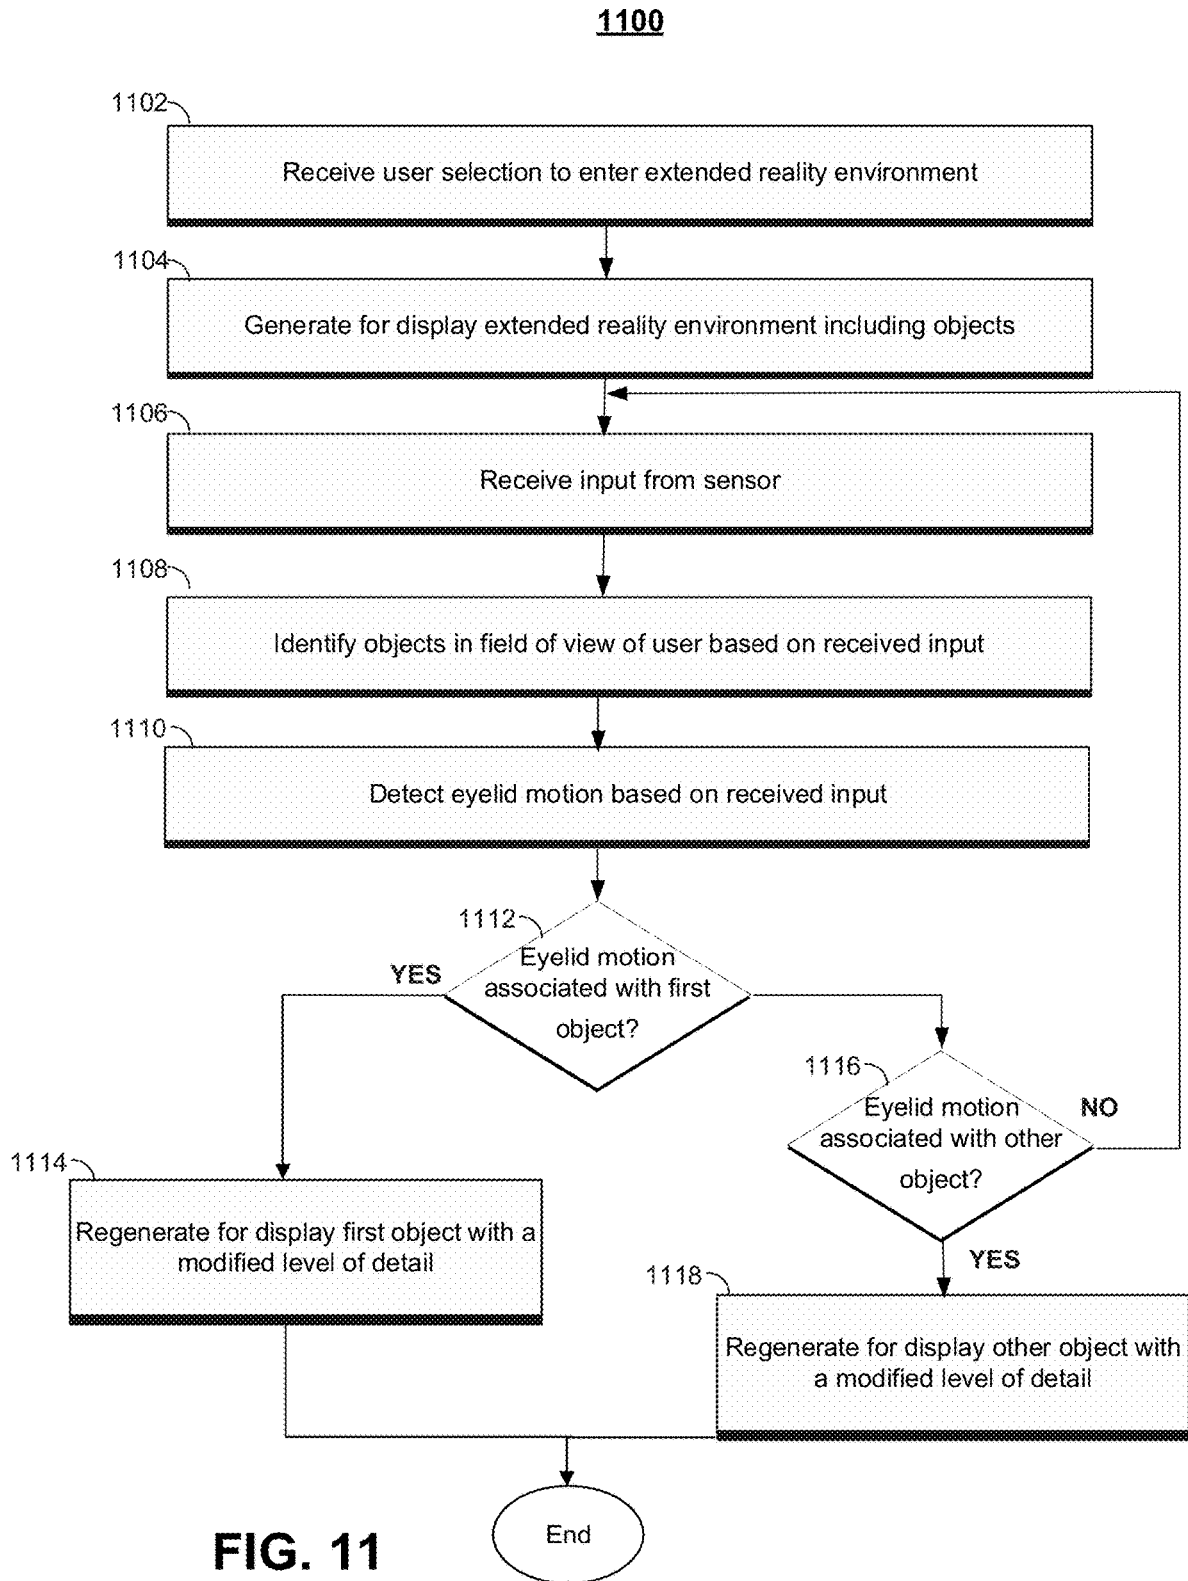 1100
1102
Receive user selection to enter extended reality environment
1104
Generate for display extended reality environment including objects
1106
Receive input from sensor
1108
Identify objects in field of view of user based on received input
1110
Detect eyelid motion based on received input
1112
Eyelid motion
associated with first
object?
YES
1116
Eyelid motion
associated with other
object?
NO
YES
1114
Regenerate for display first object with a
modified level of detail
1118
Regenerate for display other object with
a modified level of detail
End
FIG. 11